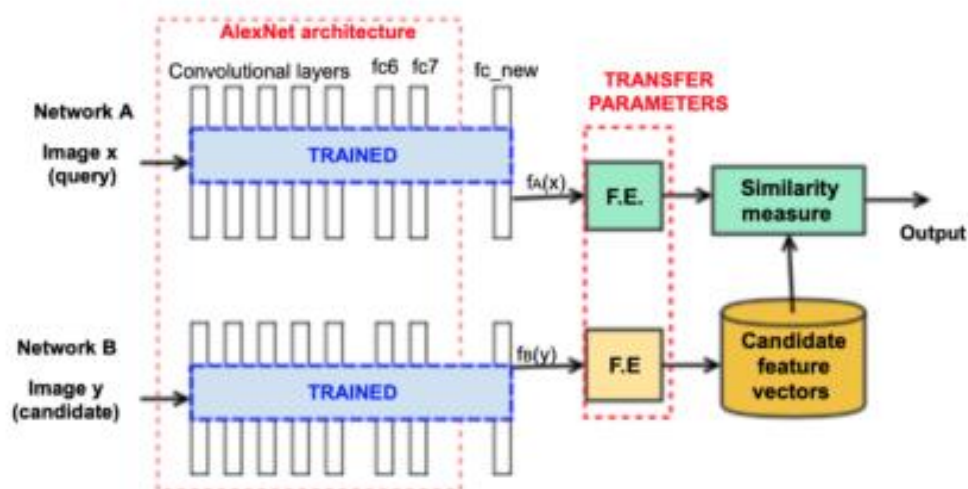 AlexNet architecture
Convolutional layers fc6 fc7 fc_new
Network A
Image x
(query)
TRAINED
fA(x)
TRANSFER
PARAMETERS
F.E.
Similarity
measure
Output
Network B
Image y
(candidate)
TRAINED
fB(y)
F.E
Candidate
feature
vectors